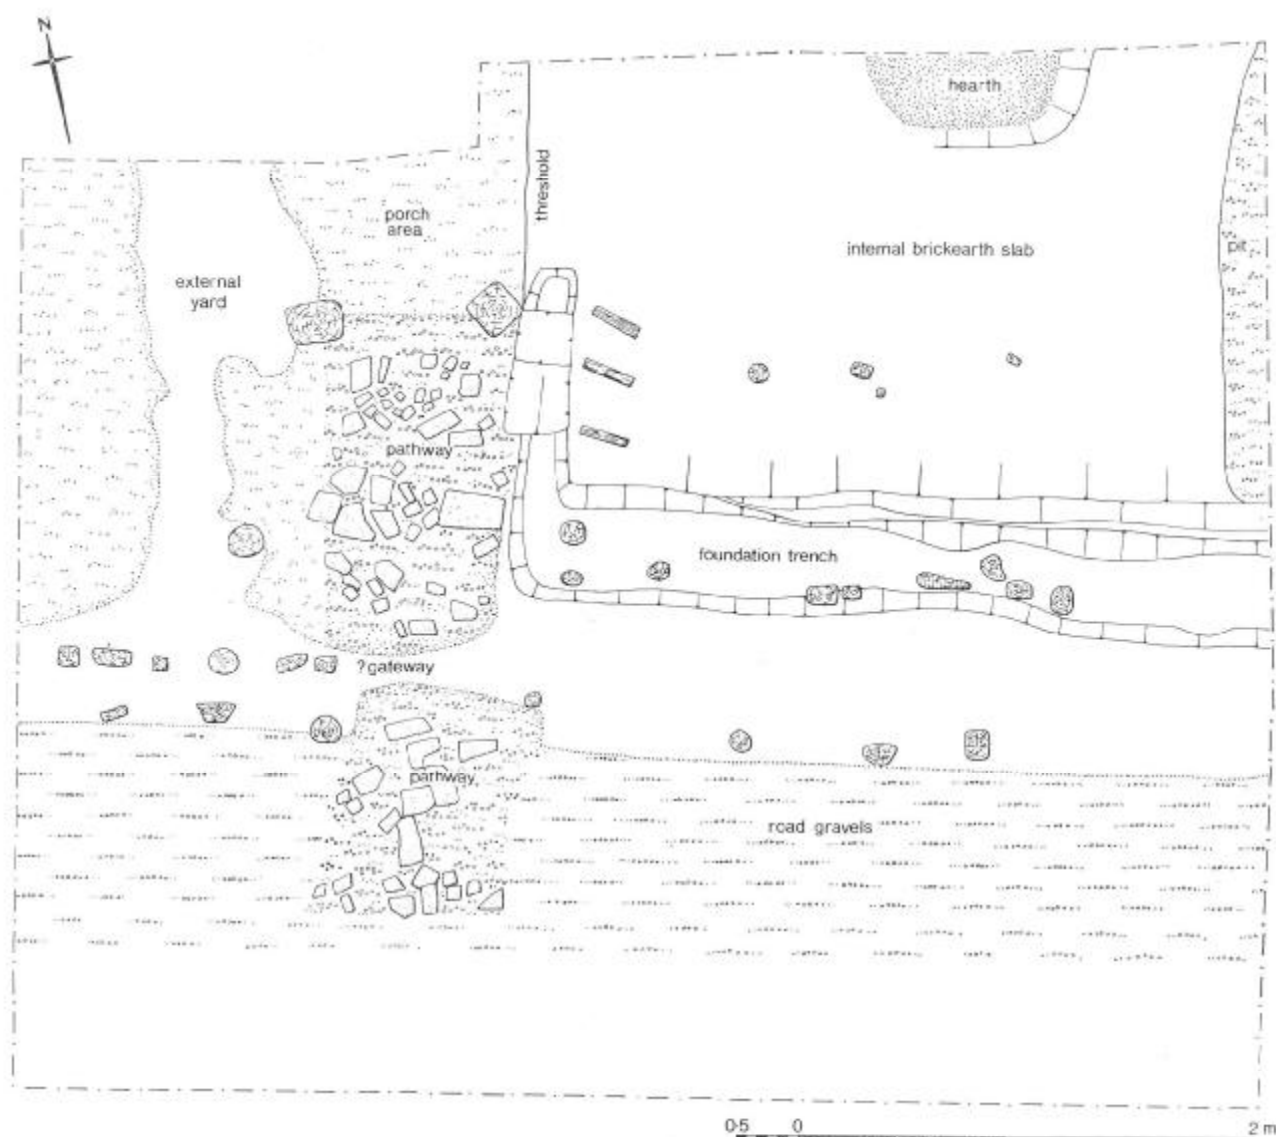 N
hearth
threshold
porch
area
internal brickearth slab
pit
external
yard
pathway
foundation trench
?gateway
pathway
road gravels
0·5 0 2 m